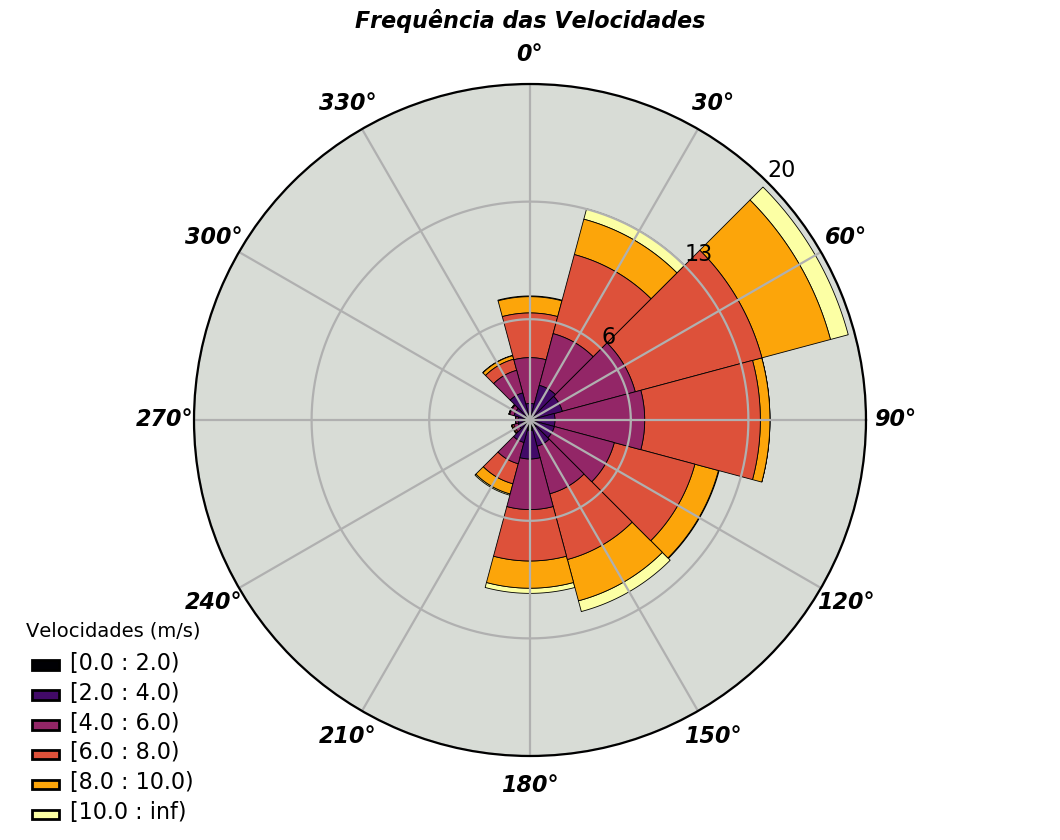 Frequência das Velocidades
0°
330°
30°
20
300°
60°
13
6
270°
90°
240°
120°
210°
150°
180°
Velocidades (m/s)
[0.0 : 2.0)
[2.0 : 4.0)
[4.0 : 6.0)
[6.0 : 8.0)
[8.0 : 10.0)
[10.0 : inf)